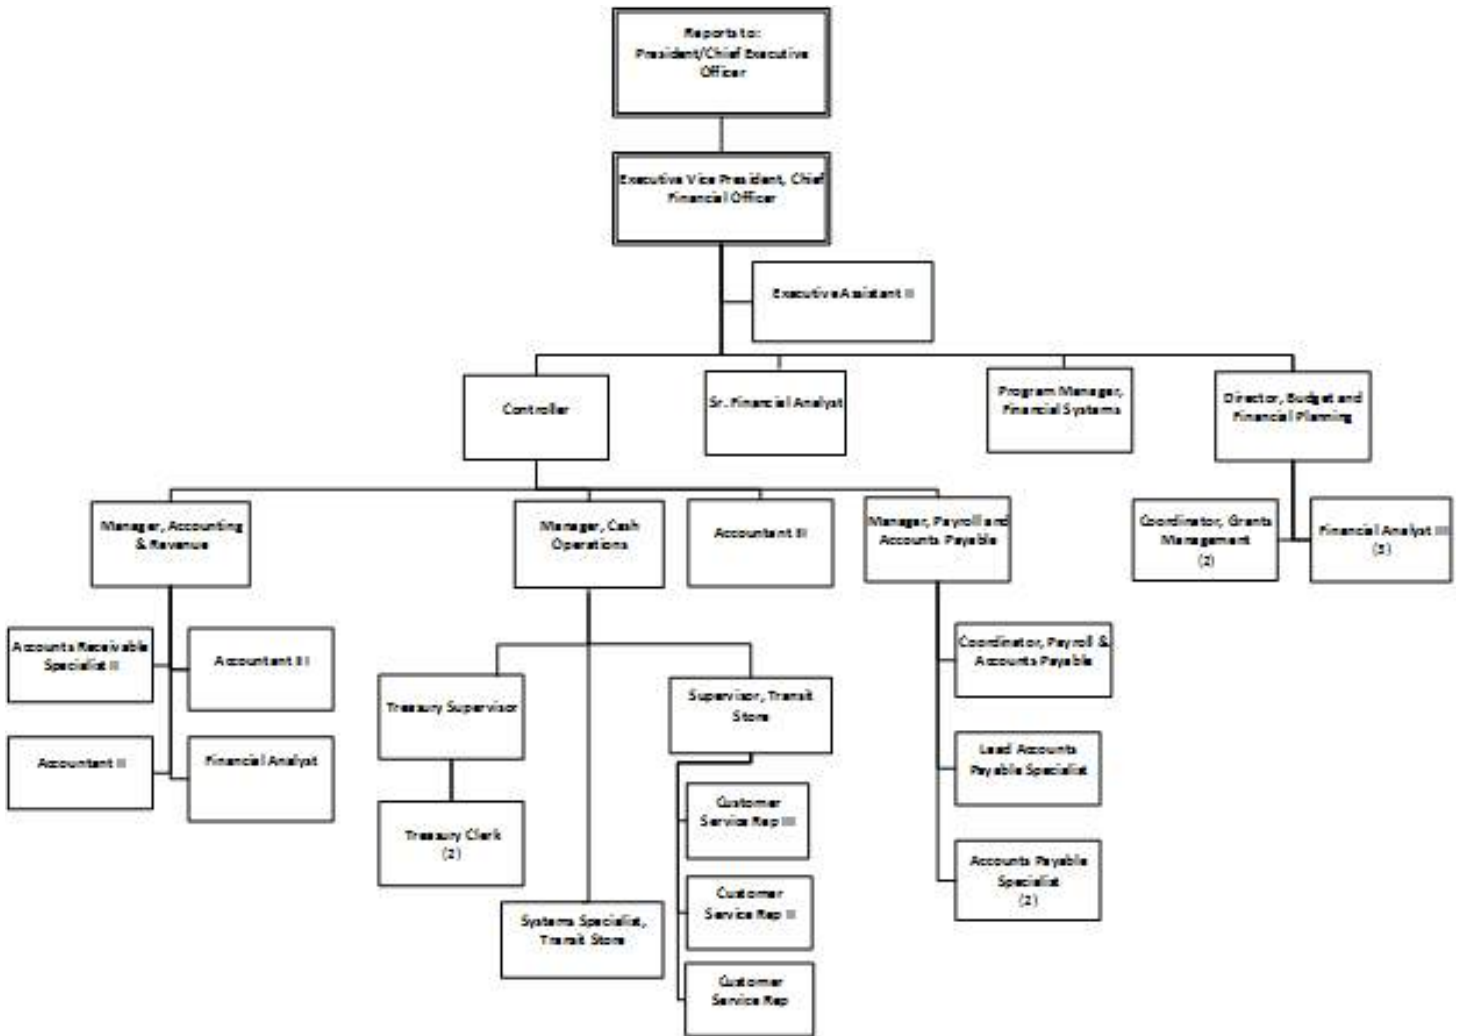 Reports to:
President/Chief Executive
Officer
Executive Vice President, Chief
Financial Officer
Executive Assistant II
Controller
Sr. Financial Analyst
Program Manager,
Financial Systems
Director, Budget and
Financial Planning
Manager, Accounting
& Revenue
Manager, Cash
Operations
Accountant III
Manager, Payroll and
Accounts Payable
Coordinator, Grants
Management
(2)
Financial Analyst III
(3)
Accounts Receivable
Specialist II
Accountant III
Accountant II
Financial Analyst
Treasury Supervisor
Treasury Clerk
(2)
Systems Specialist,
Transit Store
Supervisor, Transit
Store
Customer
Service Rep III
Customer
Service Rep II
Customer
Service Rep
Coordinator, Payroll &
Accounts Payable
Lead Accounts
Payable Specialist
Accounts Payable
Specialist
(2)